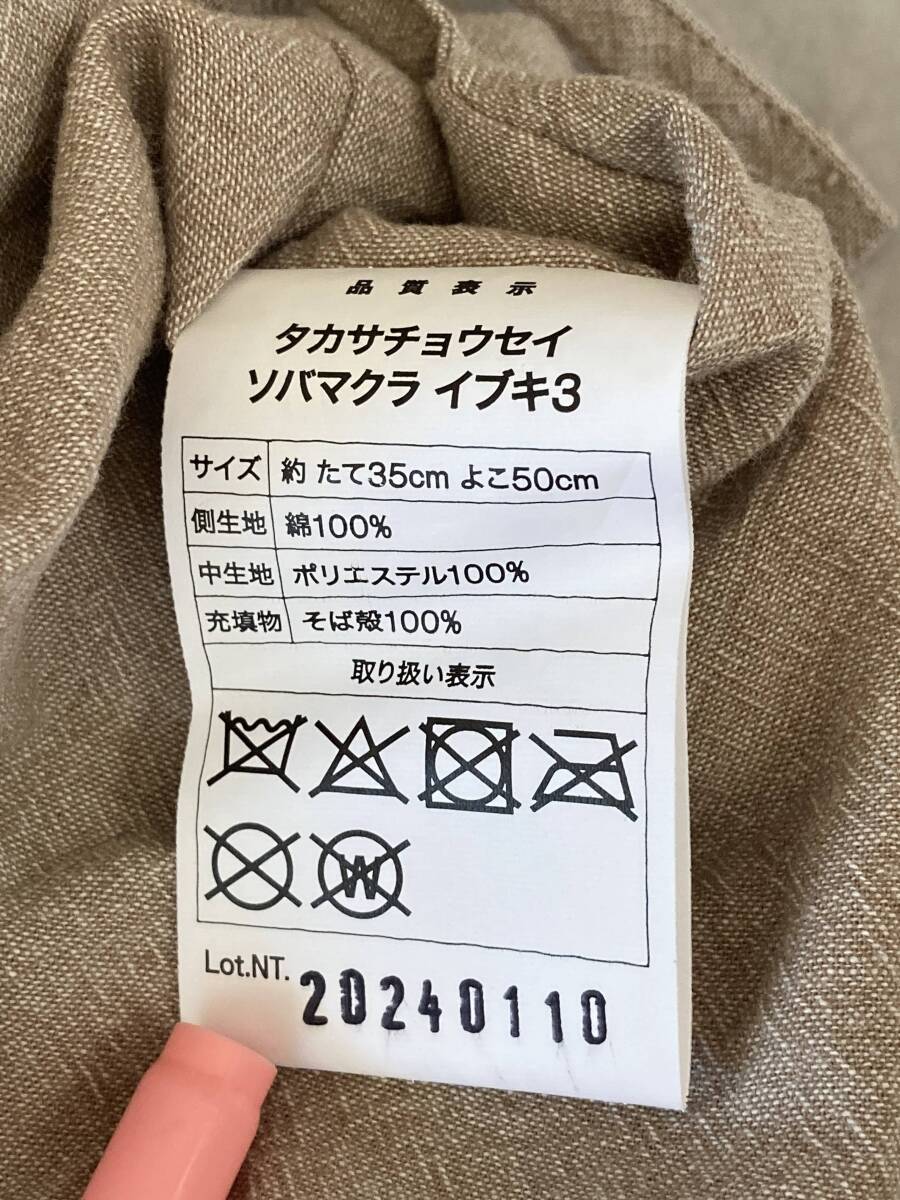 品質表示
タカサチョウセイ
ソバマクラ イブキ3
サイズ 約 たて35cm よこ50cm
側生地 綿100%
中生地 ポリエステル100%
充填物 そば殻100%
取り扱い表示
W
Lot.NT. 20240110